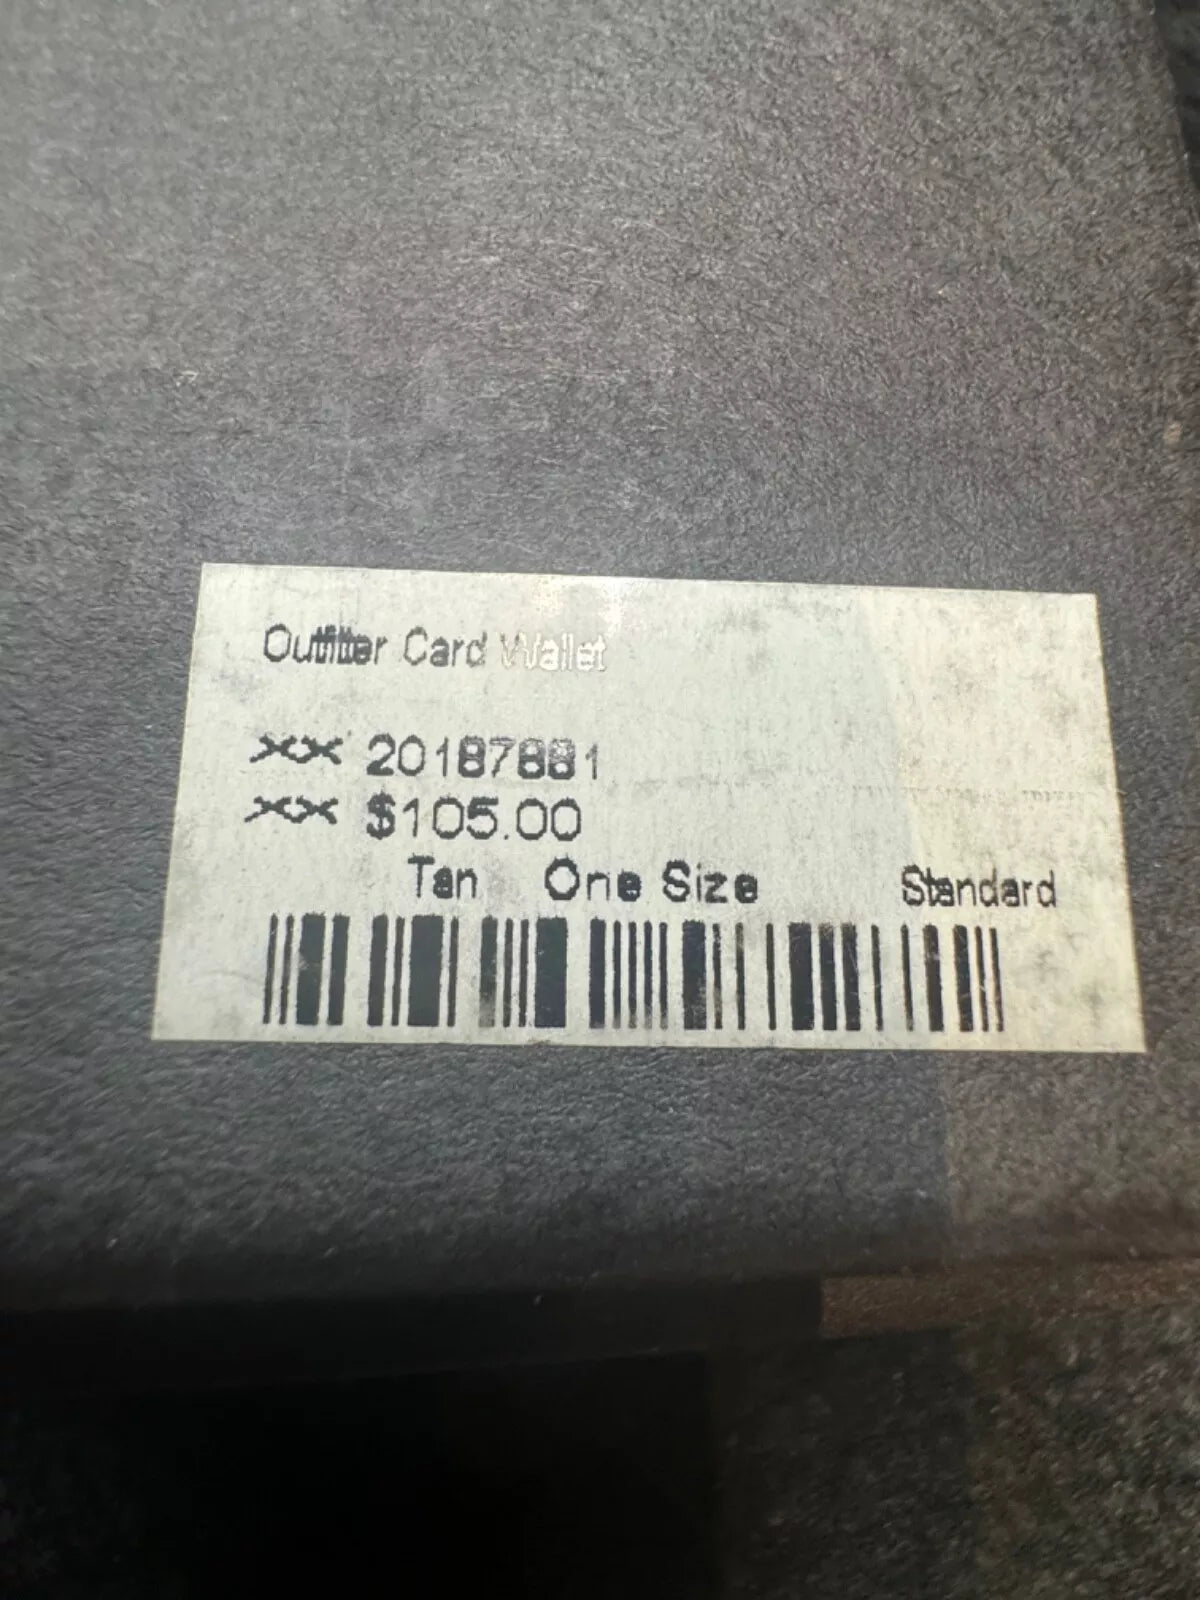 Outfitter Card Wallet
XX 20187881
XX $105.00
Tan One Size Standard